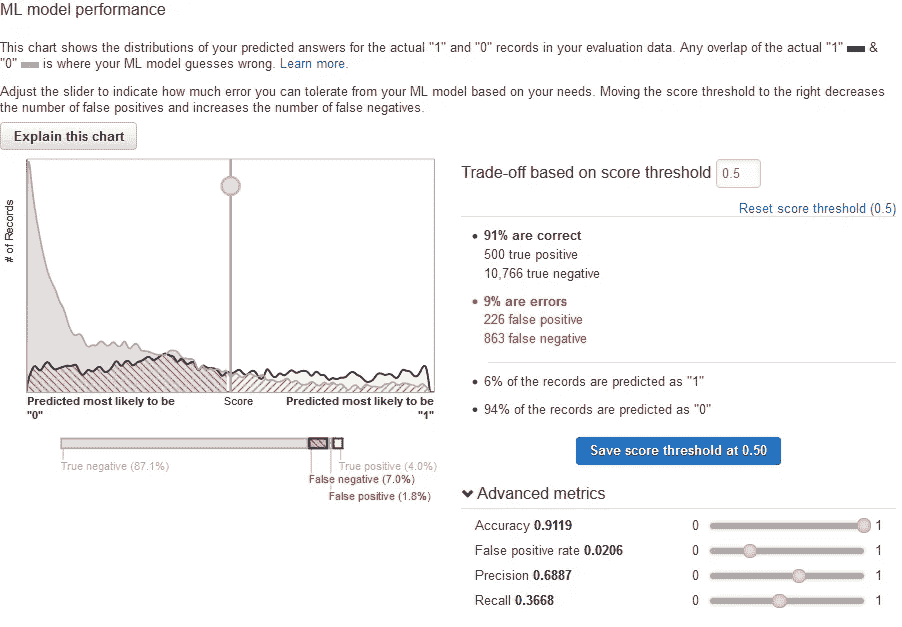 ML model performance
This chart shows the distributions of your predicted answers for the actual "1" and "0" records in your evaluation data. Any overlap of the actual "1" &
"0" is where your ML model guesses wrong. Learn more.
Adjust the slider to indicate how much error you can tolerate from your ML model based on your needs. Moving the score threshold to the right decreases
the number of false positives and increases the number of false negatives.
Explain this chart
# of Records
Predicted most likely to be
"0"
Score
Predicted most likely to be
"1"
True negative (87.1%)
True positive (4.0%)
False negative (7.0%)
False positive (1.8%)
Trade-off based on score threshold 0.5
Reset score threshold (0.5)
• 91% are correct
500 true positive
10,766 true negative
• 9% are errors
226 false positive
863 false negative
• 6% of the records are predicted as "1"
• 94% of the records are predicted as "0"
Save score threshold at 0.50
Advanced metrics
Accuracy 0.9119 0 1
False positive rate 0.0206 0 1
Precision 0.6887 0 1
Recall 0.3668 0 1